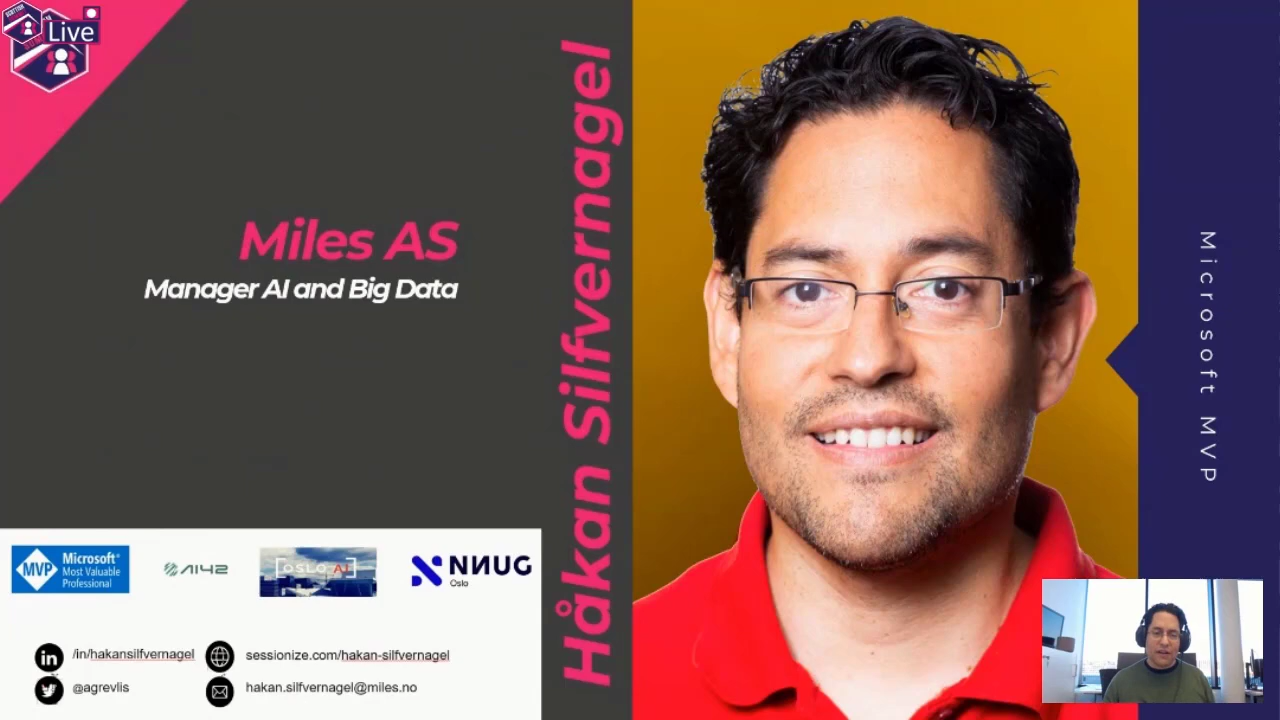 Live
Miles AS
Manager AI and Big Data
Håkan Silfvernagel
Microsoft MVP
MVP
Microsoft®
Most Valuable
Professional
AI42
OSLO AI
NNUG
Oslo
/in/hakansilfvernagel
sessionize.com/hakan-silfvernagel
@agrevlis
hakan.silfvernagel@miles.no